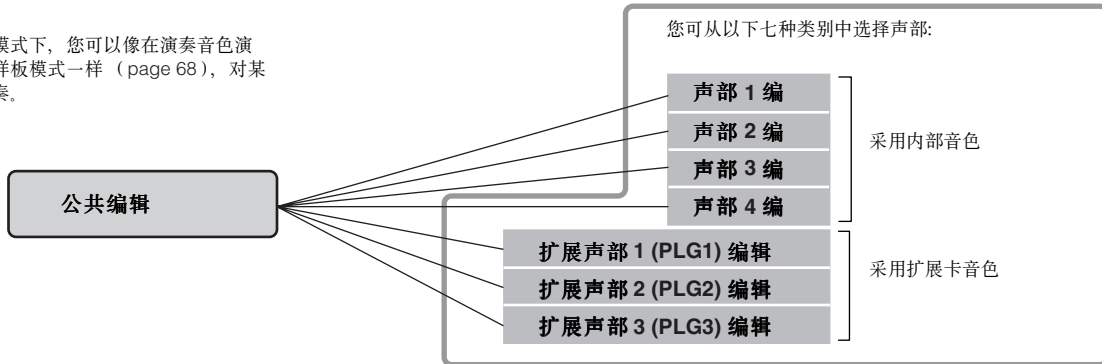 模式下，您可以像在演奏音色演
样板模式一样（page 68），对某
奏。
您可从以下七种类别中选择声部:
声部 1 编
声部 2 编
声部 3 编
声部 4 编
采用内部音色
公共编辑
扩展声部 1 (PLG1) 编辑
扩展声部 2 (PLG2) 编辑
扩展声部 3 (PLG3) 编辑
采用扩展卡音色